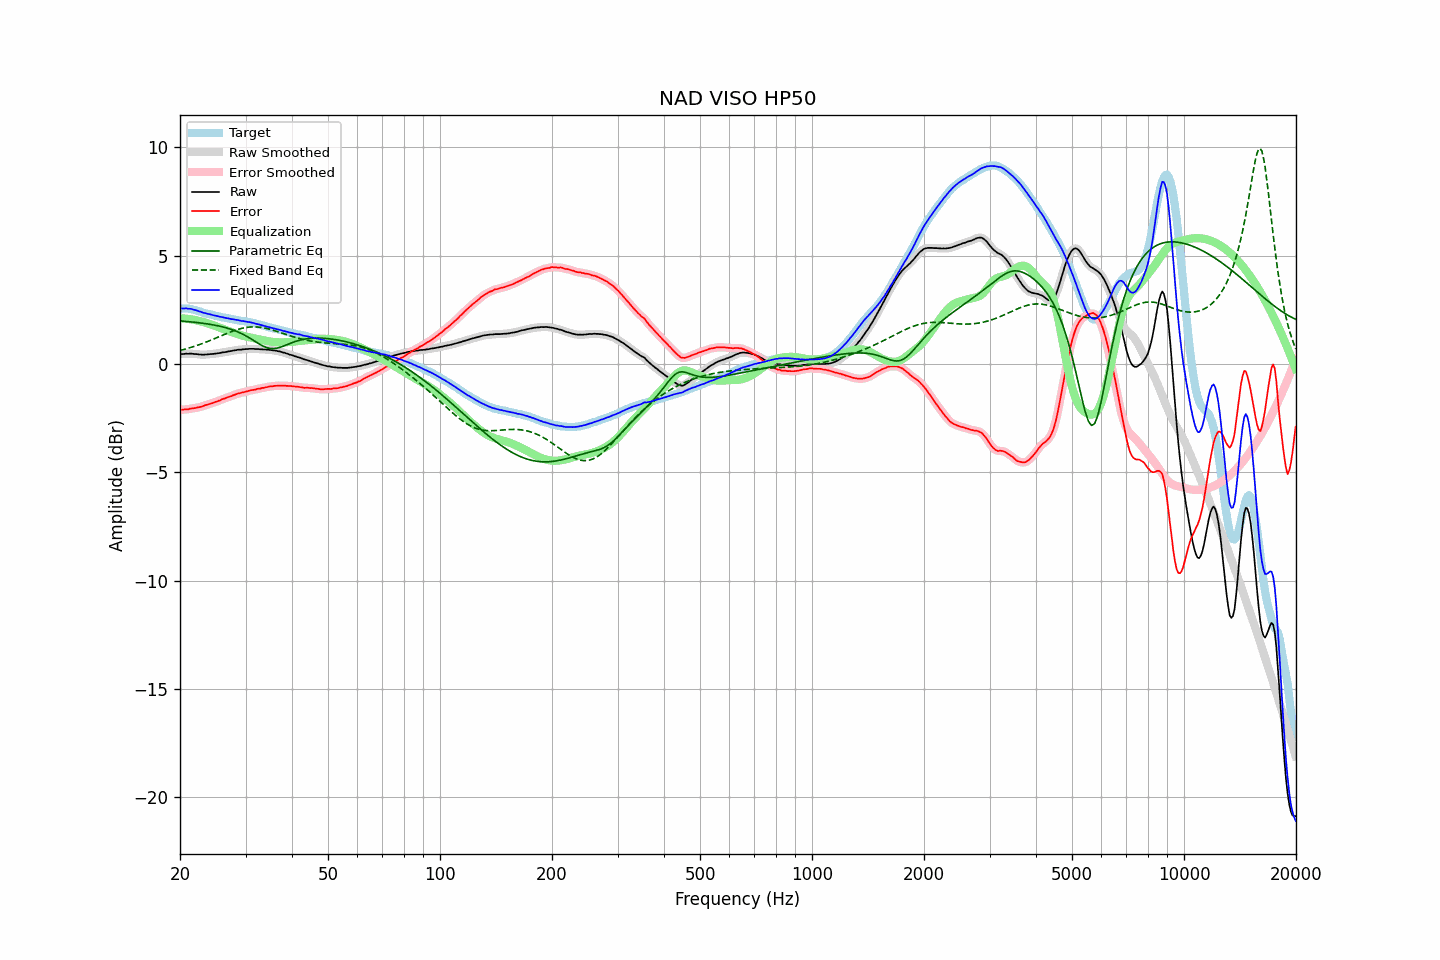 NAD VISO HP50
Target
Raw Smoothed
Error Smoothed
Raw
Error
Equalization
Parametric Eq
Fixed Band Eq
Equalized
10
5
0
−5
−10
−15
−20
Amplitude (dBr)
20 50 100 200 500 1000 2000 5000 10000 20000
Frequency (Hz)